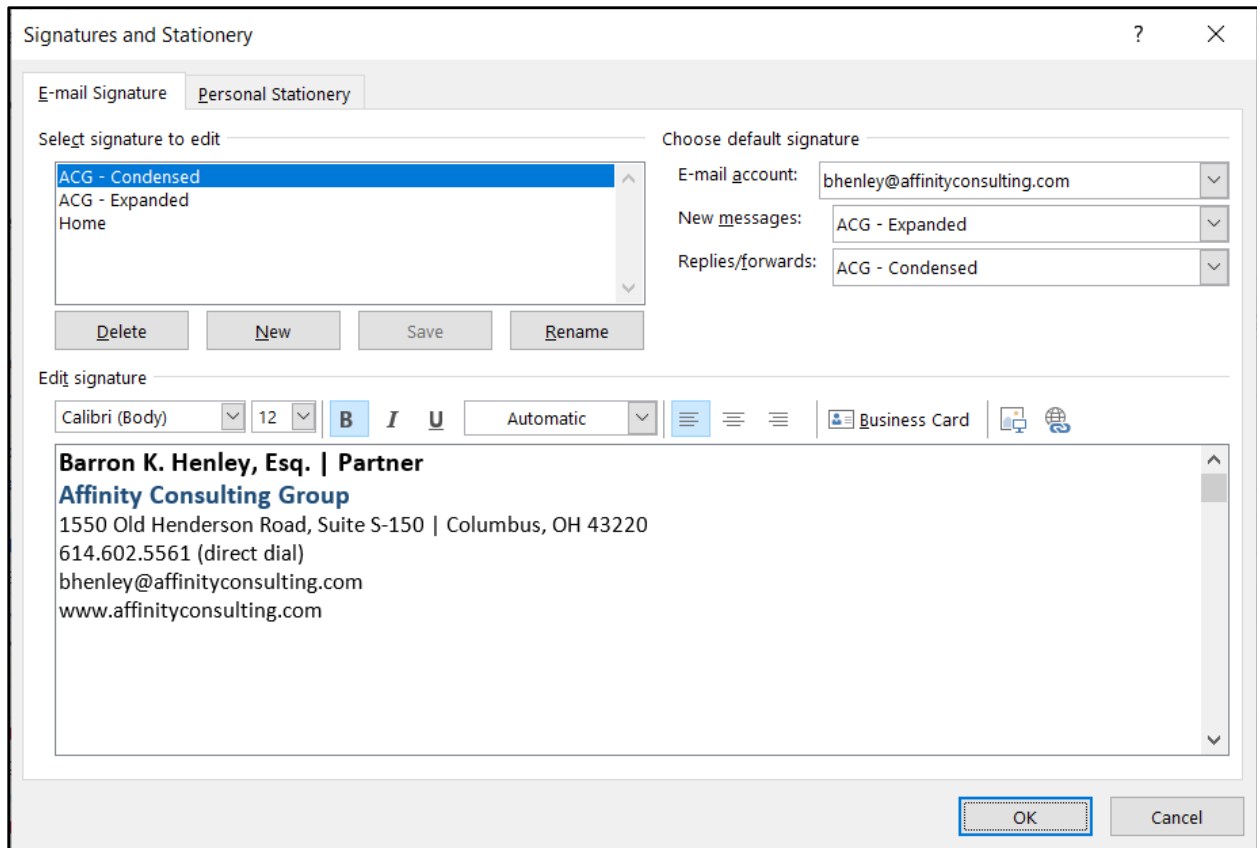 Signatures and Stationery
?
E-mail Signature
Personal Stationery
Select signature to edit
ACG - Condensed
ACG - Expanded
Home
Delete
New
Save
Rename
Choose default signature
E-mail account: bhenley@affinityconsulting.com
New messages: ACG - Expanded
Replies/forwards: ACG - Condensed
Edit signature
Calibri (Body) 12 B I U Automatic Business Card
Barron K. Henley, Esq. | Partner
Affinity Consulting Group
1550 Old Henderson Road, Suite S-150 | Columbus, OH 43220
614.602.5561 (direct dial)
bhenley@affinityconsulting.com
www.affinityconsulting.com
OK
Cancel